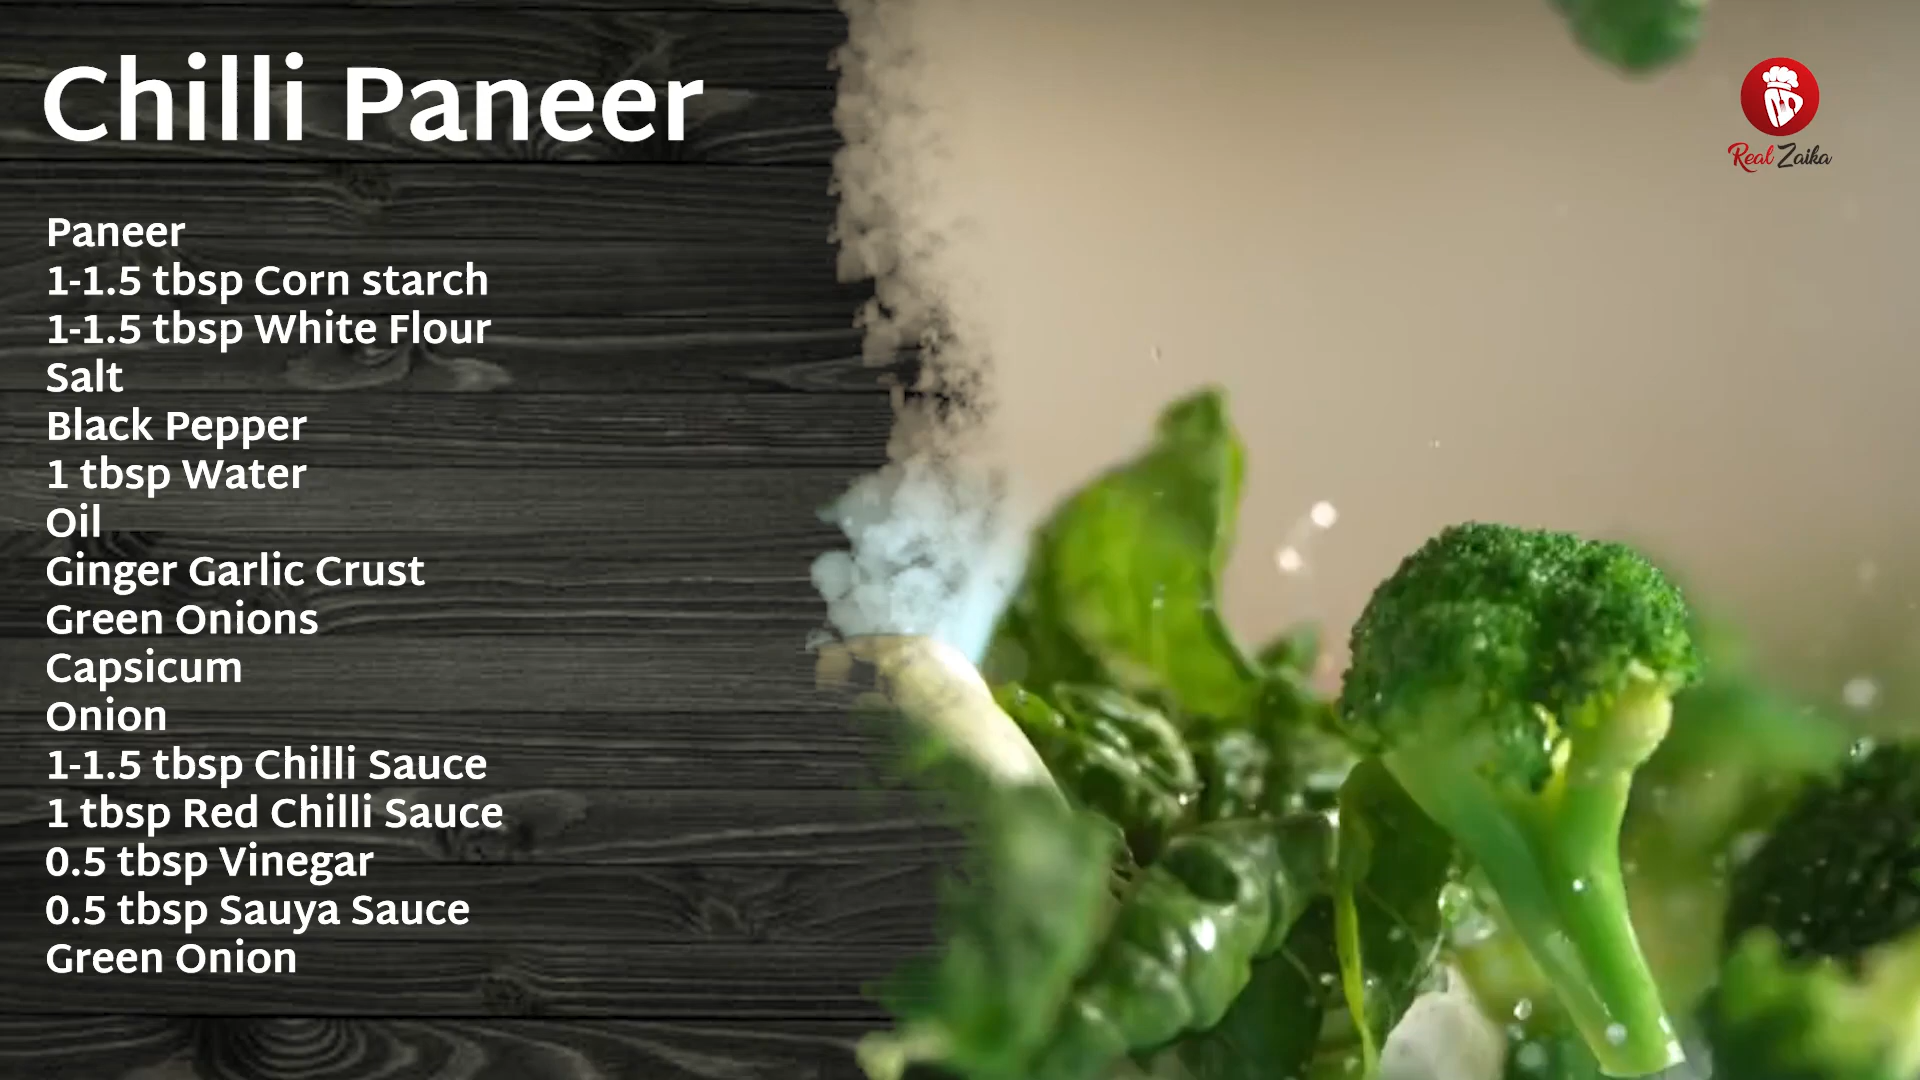 Chilli Paneer
Real Zaika
Paneer
1-1.5 tbsp Corn starch
1-1.5 tbsp White Flour
Salt
Black Pepper
1 tbsp Water
Oil
Ginger Garlic Crust
Green Onions
Capsicum
Onion
1-1.5 tbsp Chilli Sauce
1 tbsp Red Chilli Sauce
0.5 tbsp Vinegar
0.5 tbsp Sauya Sauce
Green Onion